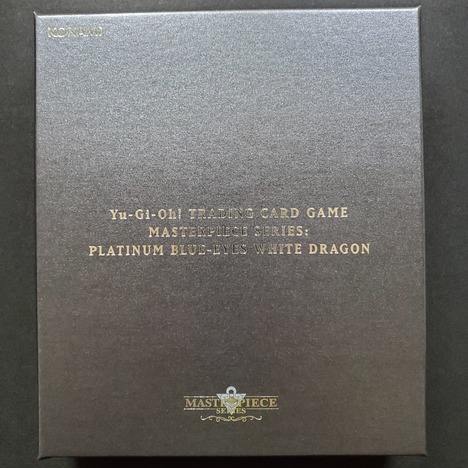 KONAMI
Yu-Gi-Oh! TRADING CARD GAME
MASTERPIECE SERIES:
PLATINUM BLUE-EYES WHITE DRAGON
MASTERPIECE
SERIES